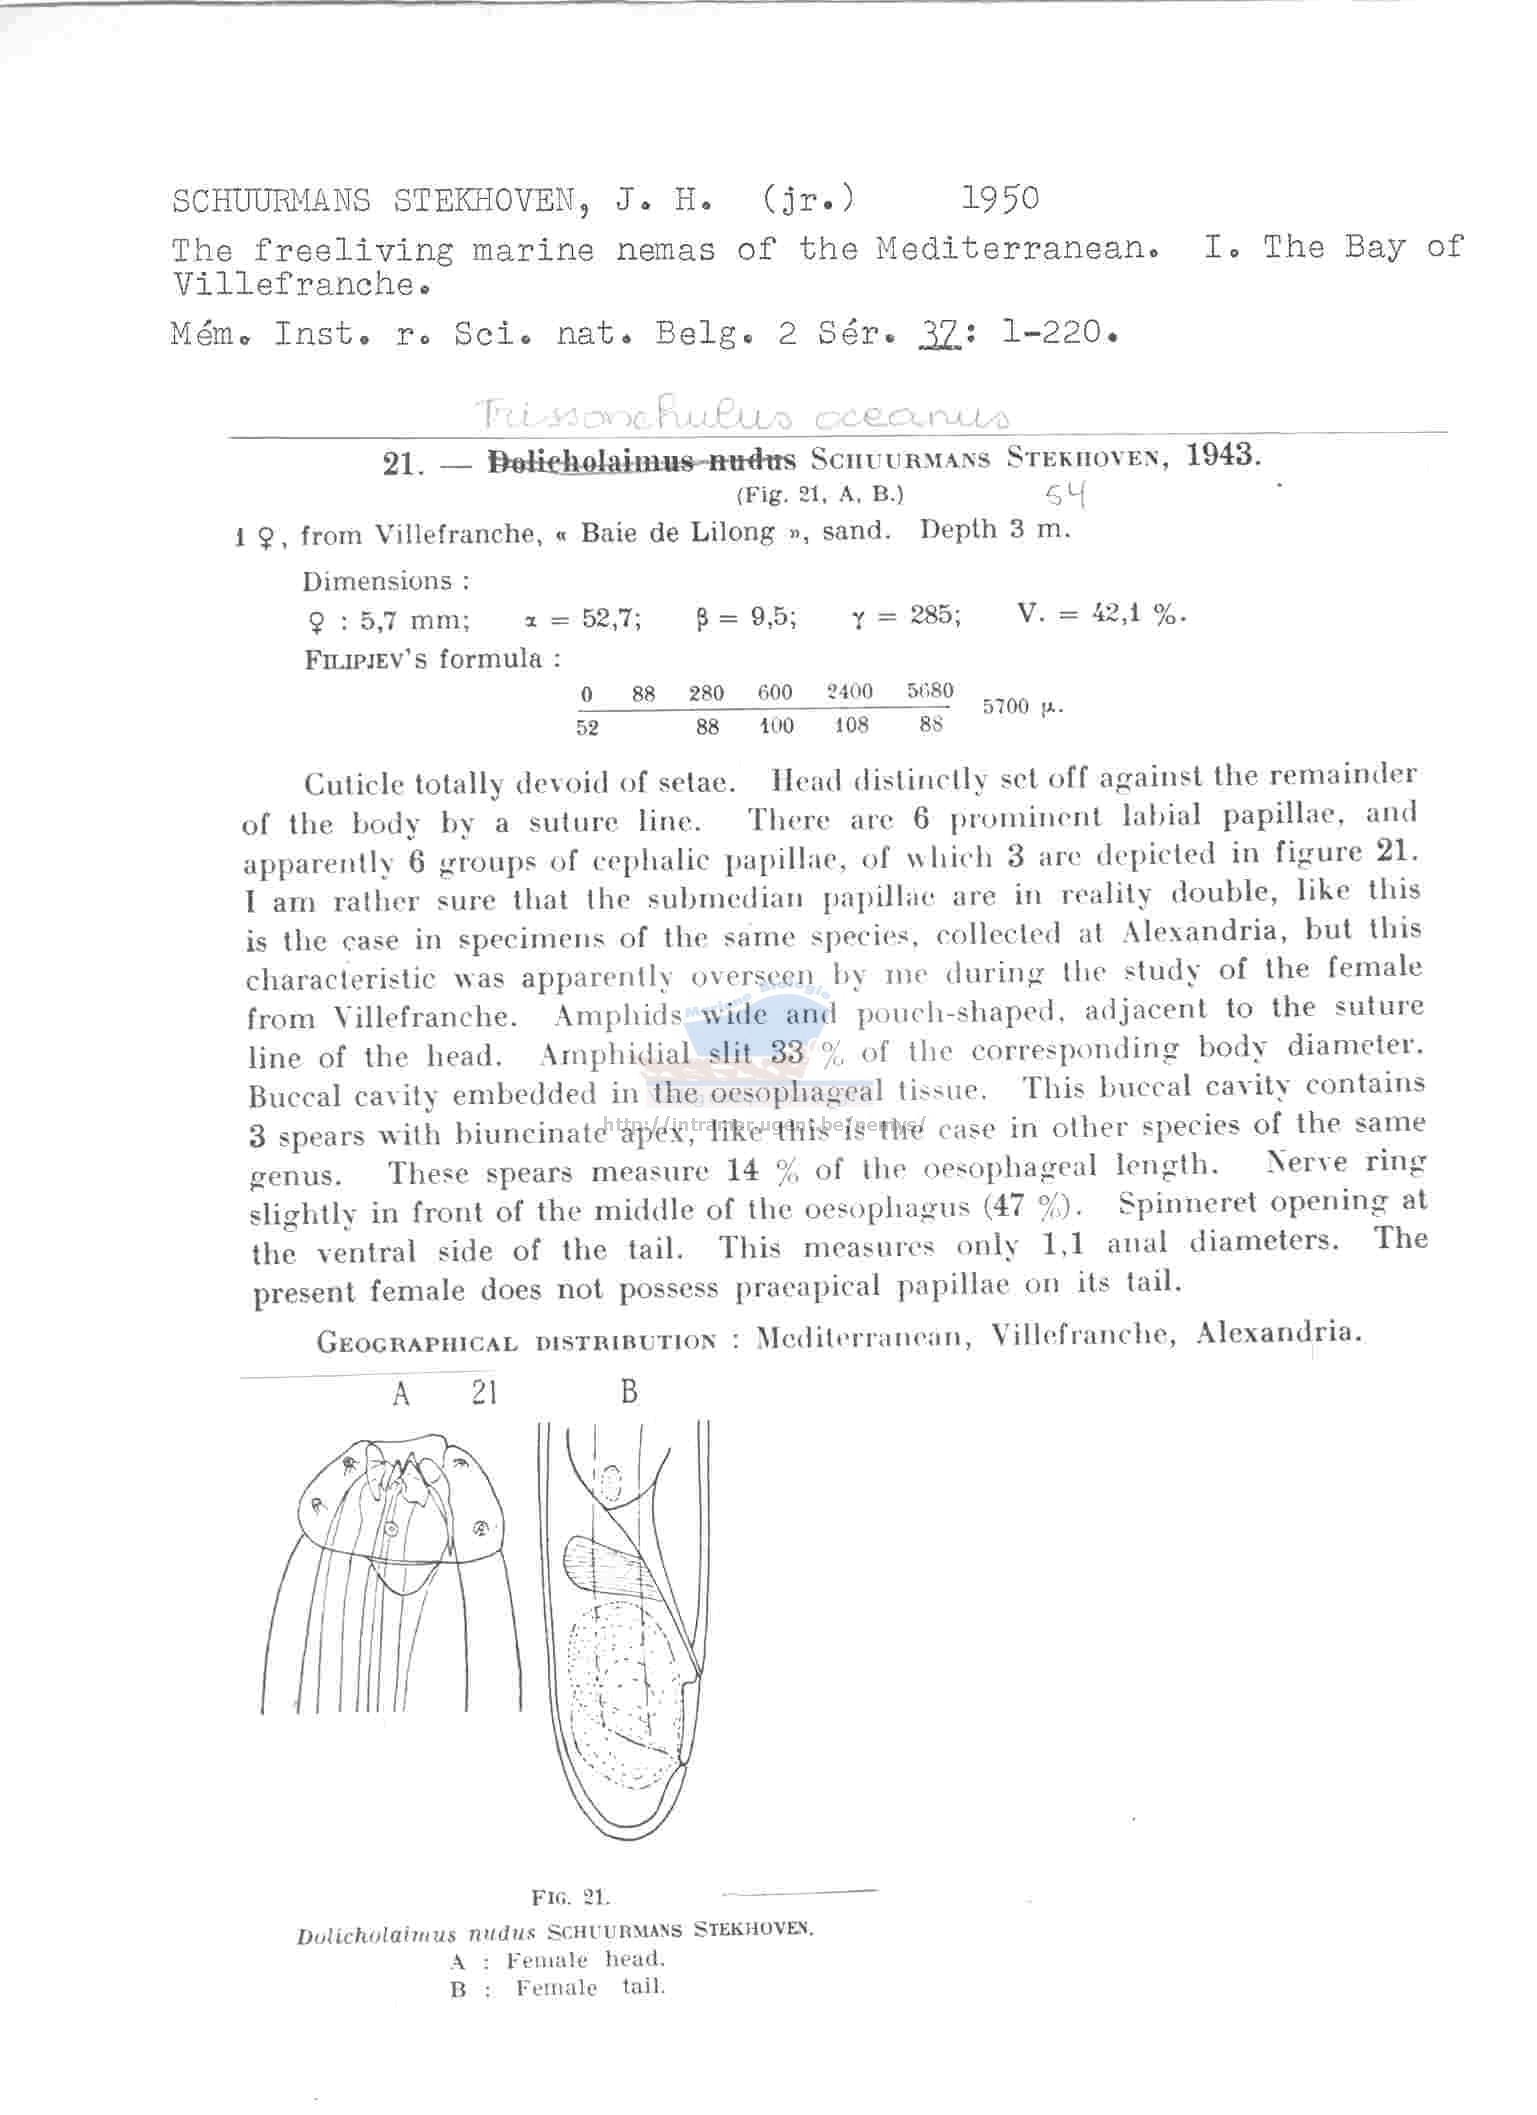 SCHUURMANS STEKHOVEN, J. H. (jr.) 1950
The freeliving marine nemas of the Mediterranean. I. The Bay of
Villefranche.
Mém. Inst. r. Sci. nat. Belg. 2 Sér. 37: 1-220.
Trissonchulus oceanus
21. — Dolicholaimus nudus SCHUURMANS STEKHOVEN, 1943.
(Fig. 21, A, B.) 54
1 ♀, from Villefranche, « Baie de Lilong », sand. Depth 3 m.
Dimensions :
♀ : 5,7 mm; α = 52,7; β = 9,5; γ = 285; V. = 42,1 %.
FILIPJEV's formula :
0 88 280 600 2400 5680
5700 μ.
52 88 100 108 88
Cuticle totally devoid of setae. Head distinctly set off against the remainder
of the body by a suture line. There are 6 prominent labial papillae, and
apparently 6 groups of cephalic papillae, of which 3 are depicted in figure 21.
I am rather sure that the submedian papillae are in reality double, like this
is the case in specimens of the same species, collected at Alexandria, but this
characteristic was apparently overseen by me during the study of the female
from Villefranche. Amphids wide and pouch-shaped, adjacent to the suture
line of the head. Amphidial slit 33 % of the corresponding body diameter.
Buccal cavity embedded in the oesophageal tissue. This buccal cavity contains
3 spears with biuncinate apex, like this is the case in other species of the same
genus. These spears measure 14 % of the oesophageal length. Nerve ring
slightly in front of the middle of the oesophagus (47 %). Spinneret opening at
the ventral side of the tail. This measures only 1,1 anal diameters. The
present female does not possess praeapical papillae on its tail.
GEOGRAPHICAL DISTRIBUTION : Mediterranean, Villefranche, Alexandria.
Mariene Biologie
http://intramar.ugent.be/nemys/
A 21 B
FIG. 21.
Dolicholaimus nudus SCHUURMANS STEKHOVEN.
A : Female head.
B : Female tail.